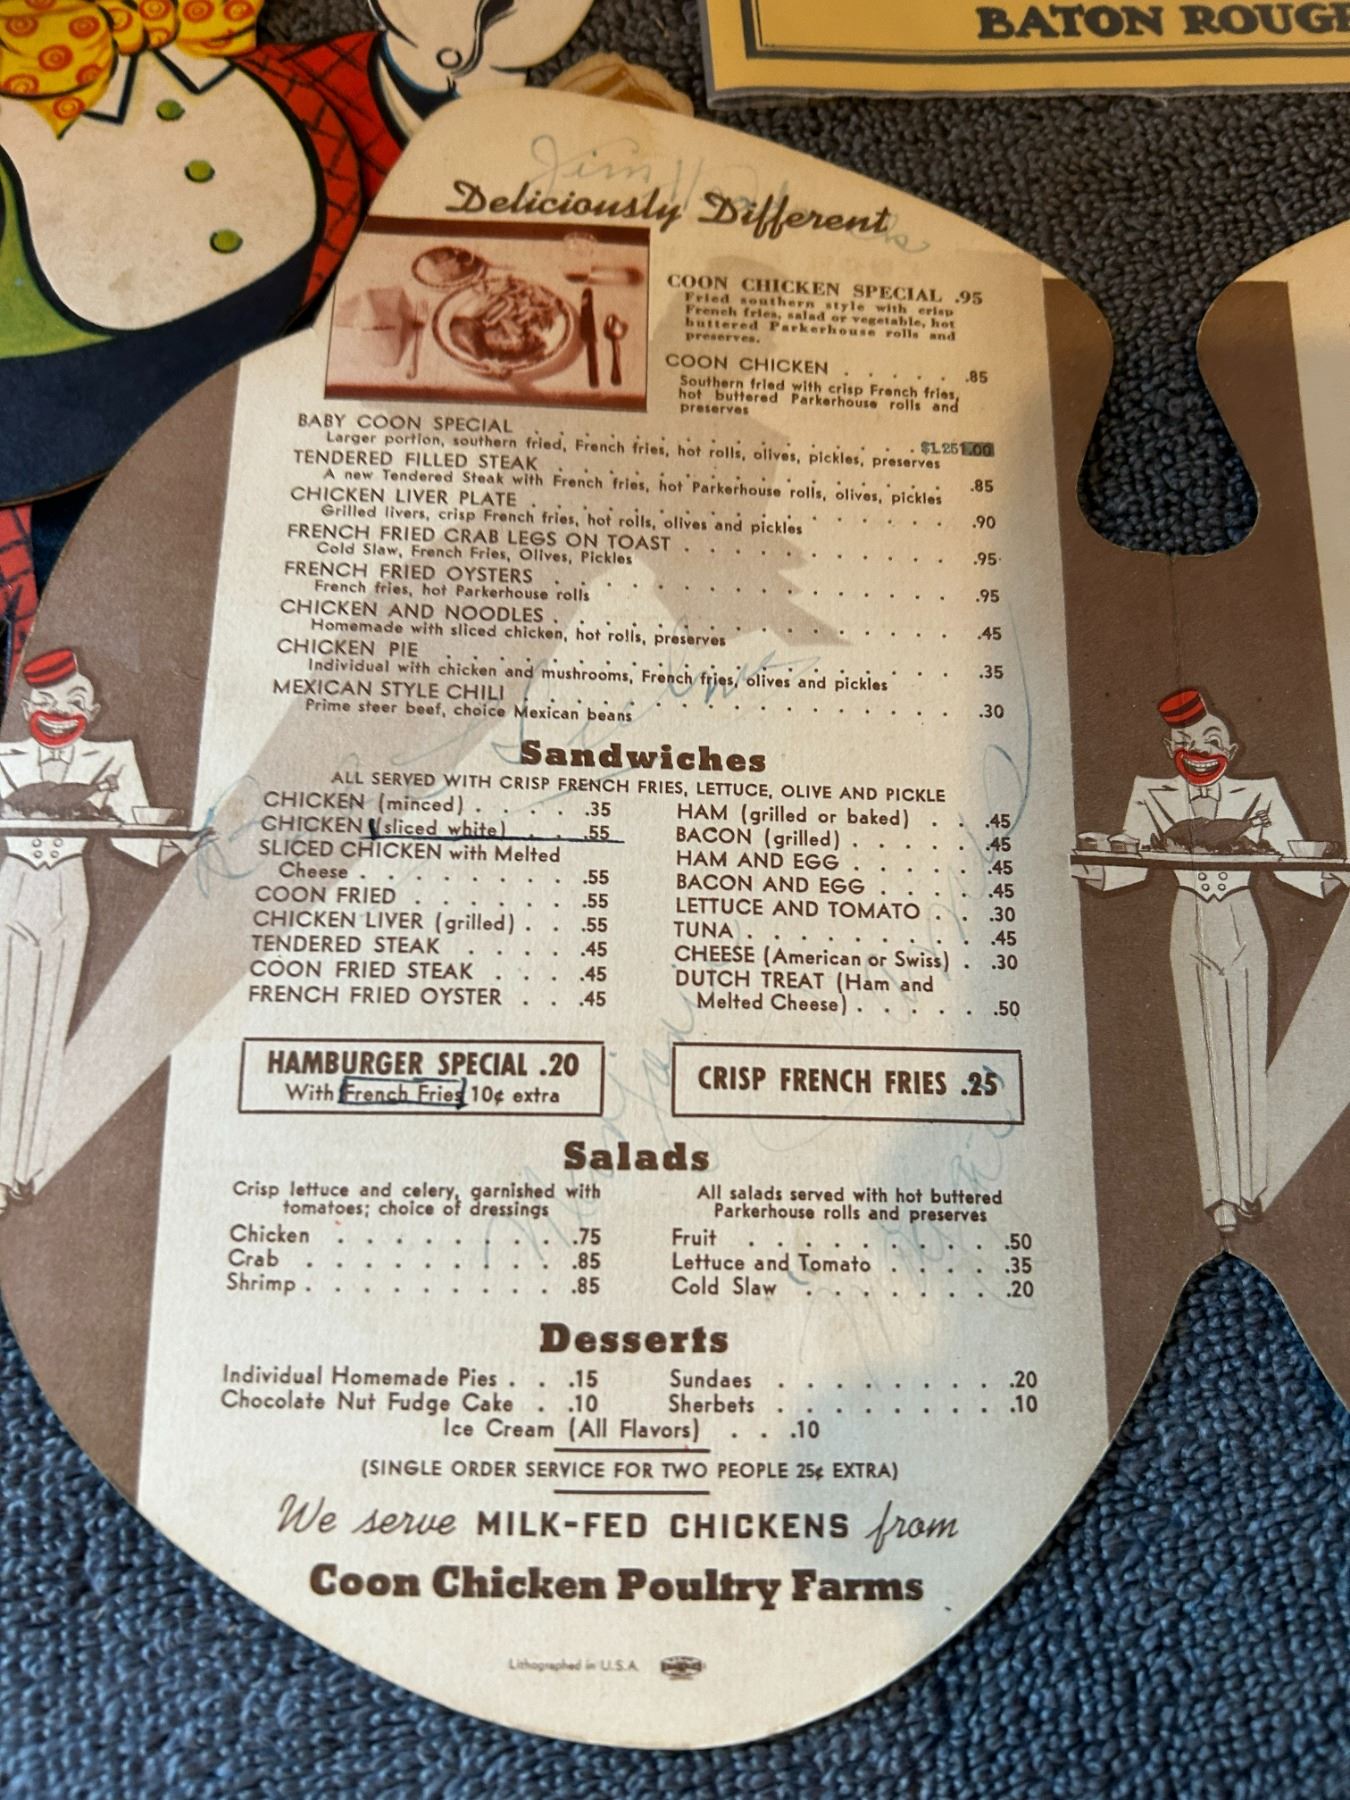 BATON ROUGE
Deliciously Different
COON CHICKEN SPECIAL .95
Fried southern style with crisp
French fries, salad or vegetable, hot
buttered Parkerhouse rolls and
preserves.
COON CHICKEN . . . . . .85
Southern fried with crisp French fries,
hot buttered Parkerhouse rolls and
preserves
BABY COON SPECIAL . . . . . . . . . . . $1.25 1.00
Larger portion, southern fried, French fries, hot rolls, olives, pickles, preserves
TENDERED FILLED STEAK . . . . . . . . . . . .85
A new Tendered Steak with French fries, hot Parkerhouse rolls, olives, pickles
CHICKEN LIVER PLATE . . . . . . . . . . . .90
Grilled livers, crisp French fries, hot rolls, olives and pickles
FRENCH FRIED CRAB LEGS ON TOAST . . . . . . . . . .95
Cold Slaw, French Fries, Olives, Pickles
FRENCH FRIED OYSTERS . . . . . . . . . . . .95
French fries, hot Parkerhouse rolls
CHICKEN AND NOODLES . . . . . . . . . . . .45
Homemade with sliced chicken, hot rolls, preserves
CHICKEN PIE . . . . . . . . . . . .35
Individual with chicken and mushrooms, French fries, olives and pickles
MEXICAN STYLE CHILI . . . . . . . . . . . .30
Prime steer beef, choice Mexican beans
Sandwiches
ALL SERVED WITH CRISP FRENCH FRIES, LETTUCE, OLIVE AND PICKLE
CHICKEN (minced) . . . . .35
CHICKEN (sliced white) . . .55
SLICED CHICKEN with Melted
Cheese . . . . . . . . .55
COON FRIED . . . . . . .55
CHICKEN LIVER (grilled) . . .55
TENDERED STEAK . . . . .45
COON FRIED STEAK . . . .45
FRENCH FRIED OYSTER . . .45
HAM (grilled or baked) . . .45
BACON (grilled) . . . . . .45
HAM AND EGG . . . . . .45
BACON AND EGG . . . . .45
LETTUCE AND TOMATO . . .30
TUNA . . . . . . . . . .45
CHEESE (American or Swiss) . .30
DUTCH TREAT (Ham and
Melted Cheese) . . . . . .50
HAMBURGER SPECIAL .20
With French Fries 10¢ extra
CRISP FRENCH FRIES .25
Salads
Crisp lettuce and celery, garnished with
tomatoes; choice of dressings
Chicken . . . . . . . . . .75
Crab . . . . . . . . . . .85
Shrimp . . . . . . . . . . .85
All salads served with hot buttered
Parkerhouse rolls and preserves
Fruit . . . . . . . . . . .50
Lettuce and Tomato . . . . .35
Cold Slaw . . . . . . . .20
Desserts
Individual Homemade Pies . . .15
Chocolate Nut Fudge Cake . .10
Sundaes . . . . . . . . .20
Sherbets . . . . . . . . .10
Ice Cream (All Flavors) . . .10
(SINGLE ORDER SERVICE FOR TWO PEOPLE 25¢ EXTRA)
We serve MILK-FED CHICKENS from
Coon Chicken Poultry Farms
Lithographed in U.S.A.